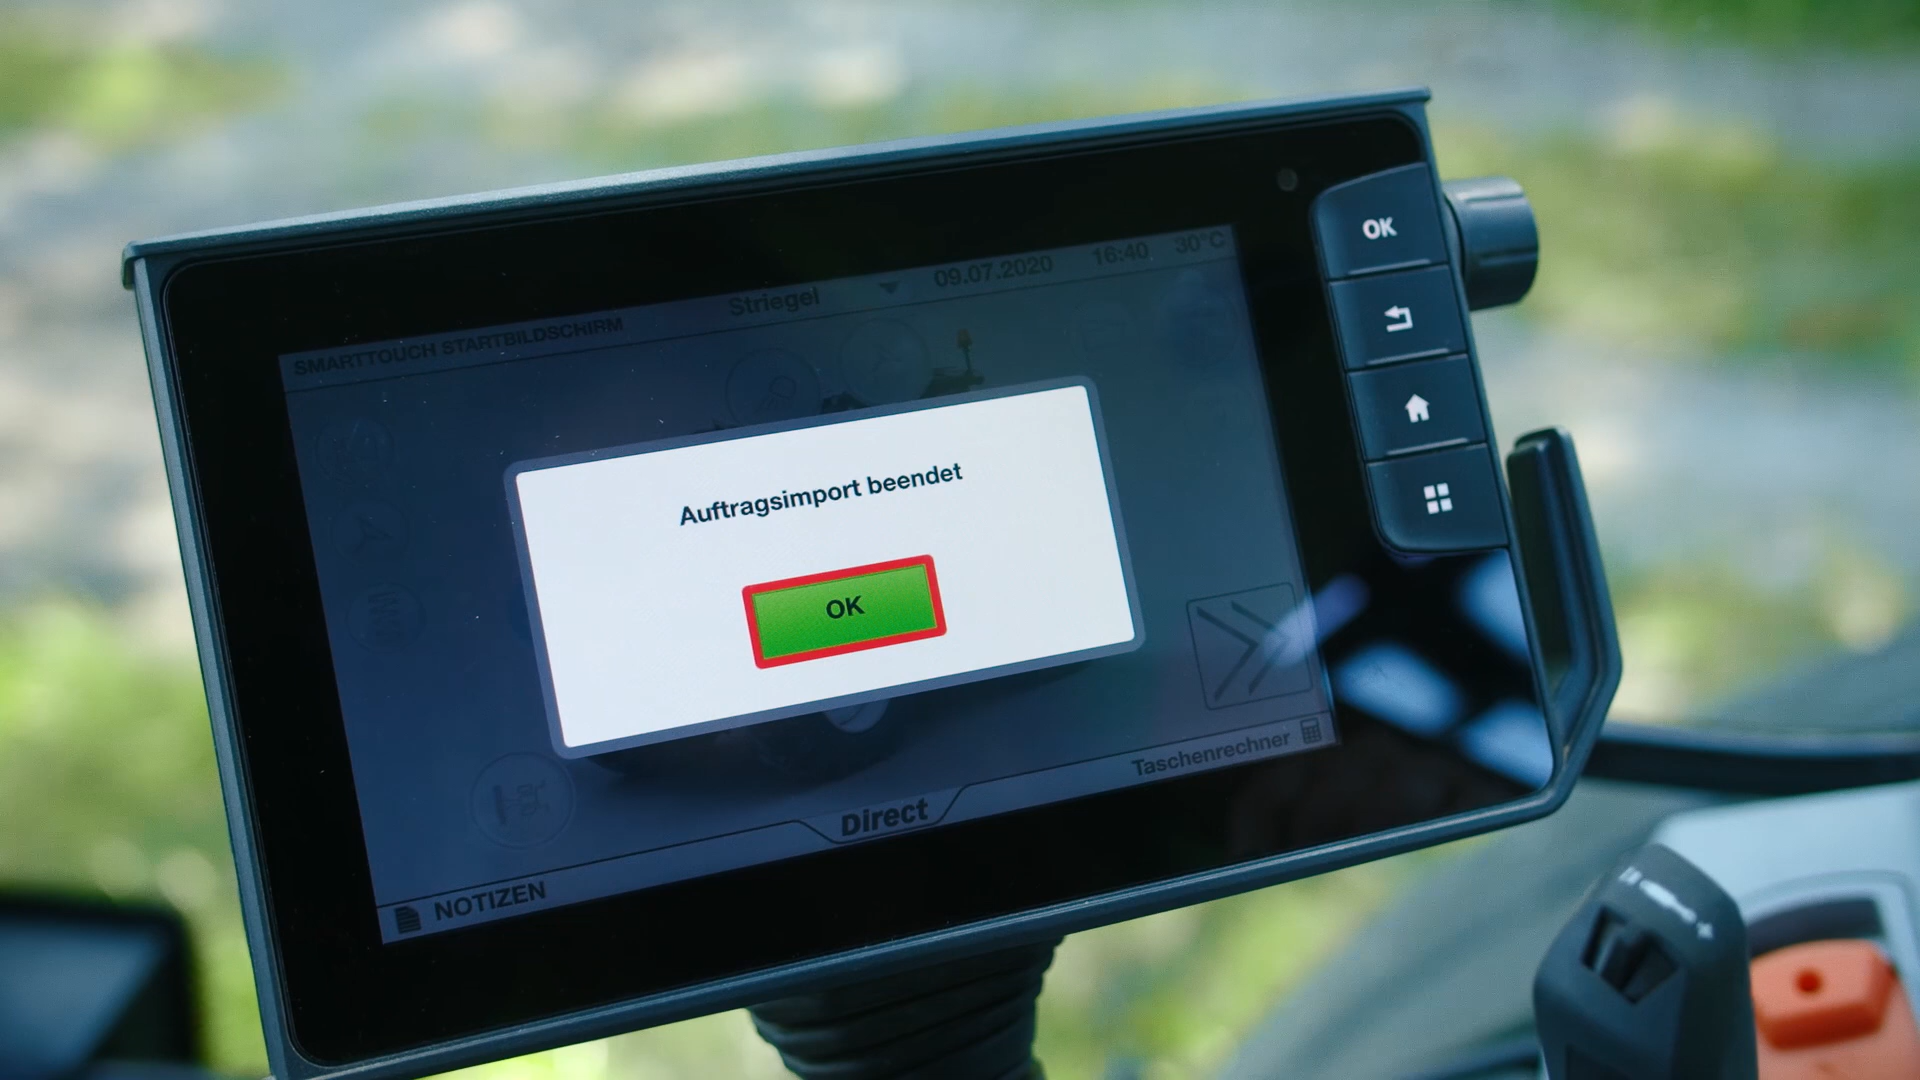 SMARTTOUCH STARTBILDSCHIRM
Striegel
09.07.2020
16:40
30°C
Auftragsimport beendet
OK
Taschenrechner
Direct
NOTIZEN
OK